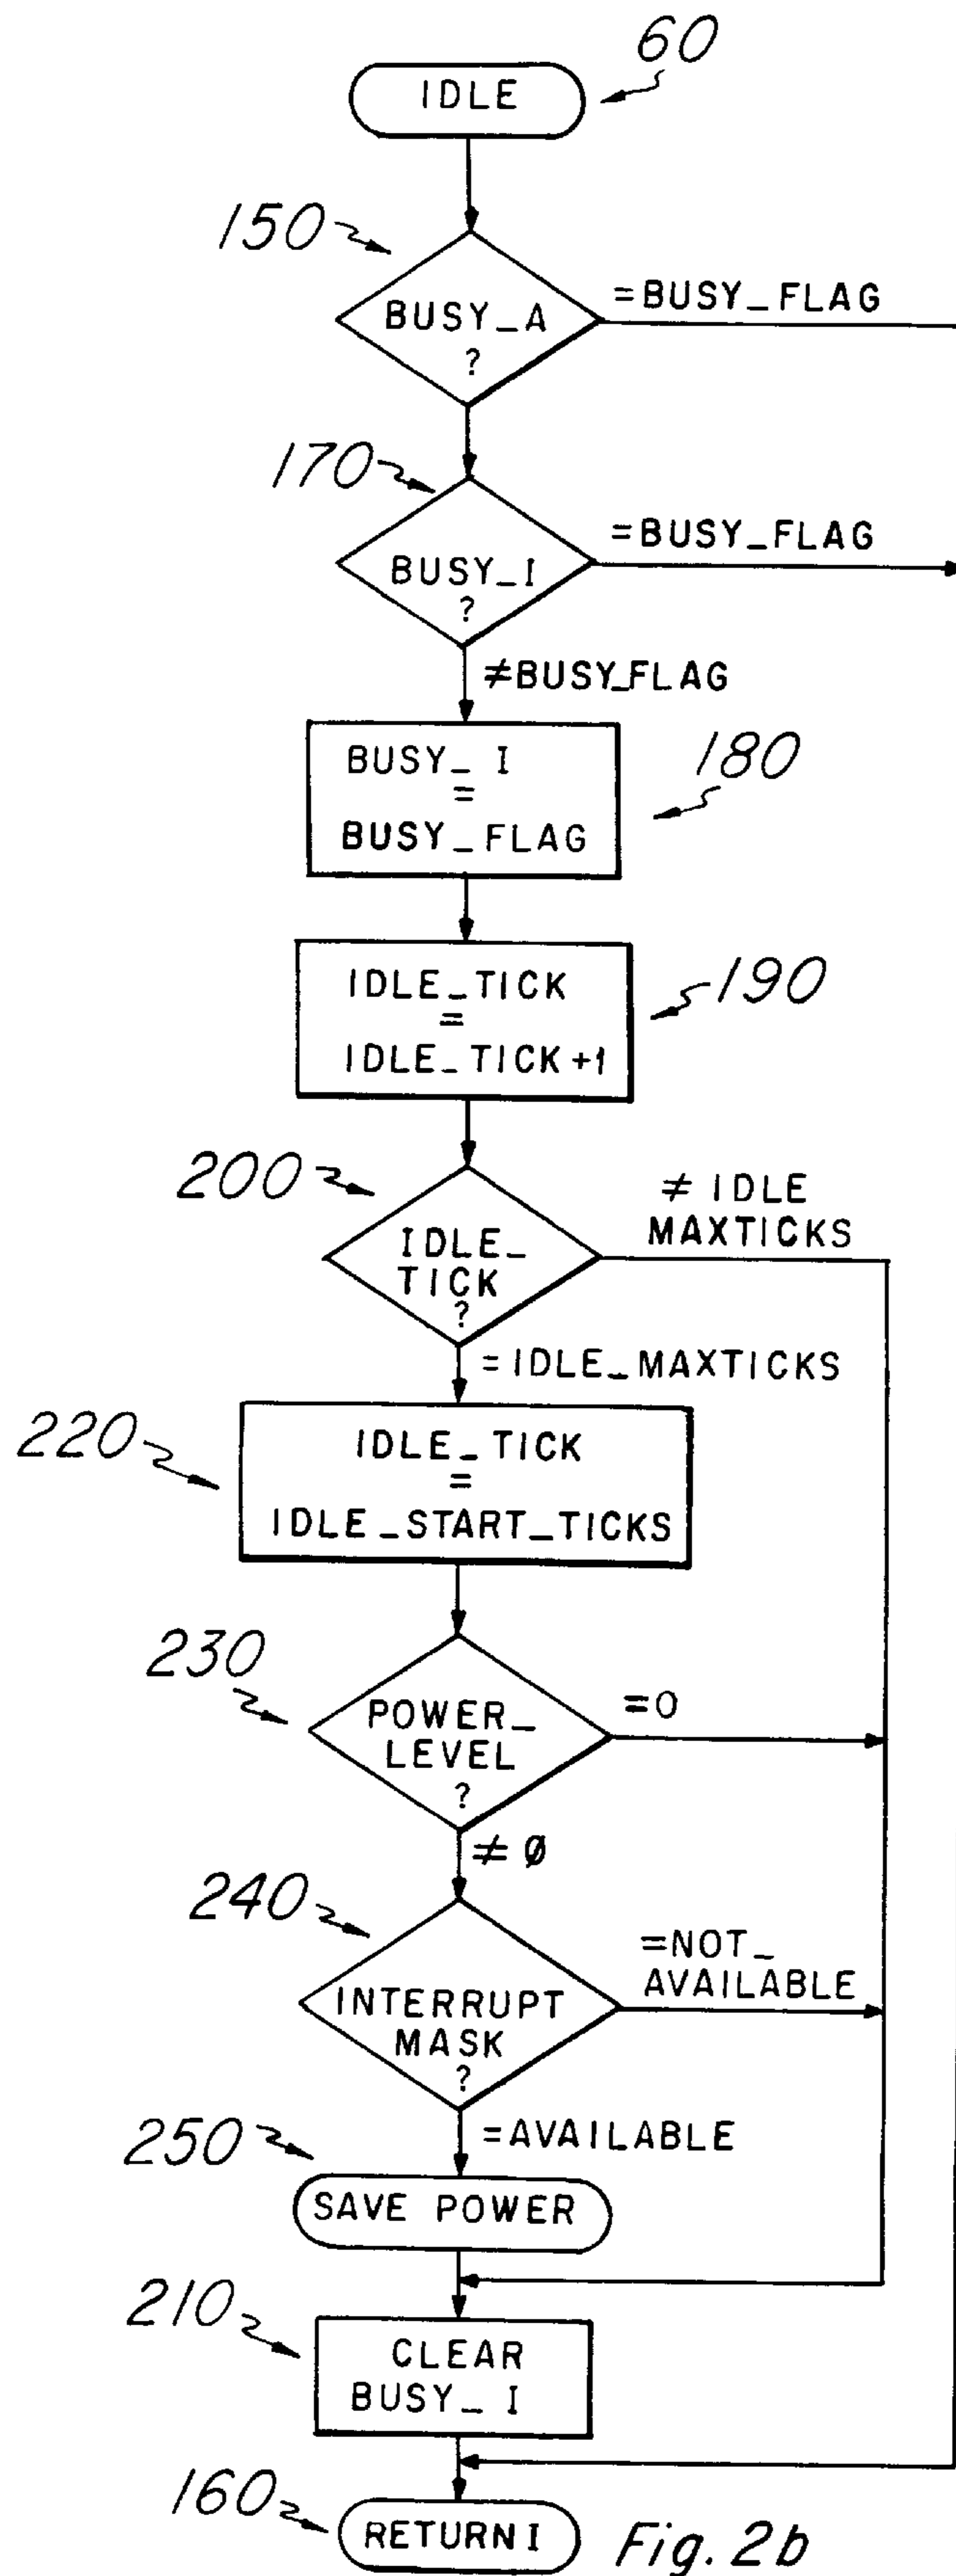 60
IDLE
150
=BUSY_FLAG
BUSY_A
?
170
=BUSY_FLAG
BUSY_I
?
≠BUSY_FLAG
BUSY_ I
=
BUSY_FLAG
180
IDLE_TICK
=
IDLE_TICK+1
190
200
≠ IDLE
MAXTICKS
IDLE_
TICK
?
=IDLE_MAXTICKS
220
IDLE_TICK
=
IDLE_START_TICKS
230
=0
POWER_
LEVEL
?
≠ Ø
240
=NOT_
AVAILABLE
INTERRUPT
MASK
?
=AVAILABLE
250
SAVE POWER
210
CLEAR
BUSY_ I
160
RETURN I
Fig. 2b